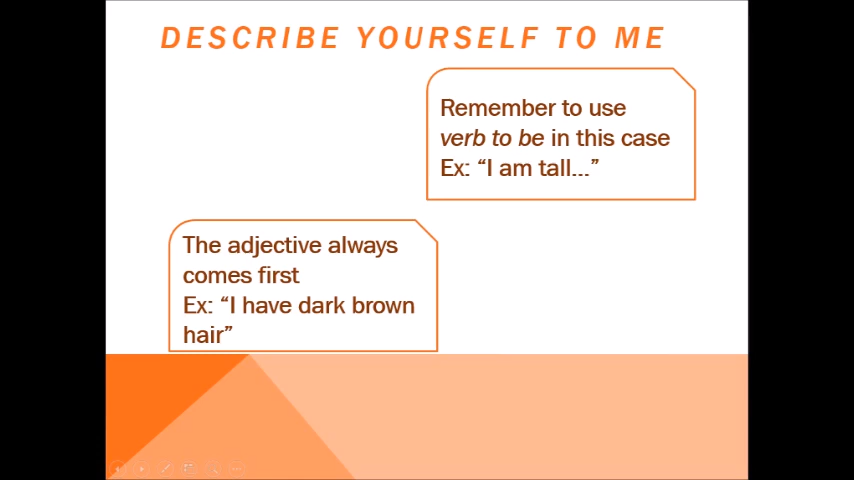 DESCRIBE YOURSELF TO ME
Remember to use
verb to be in this case
Ex: “I am tall...”
The adjective always
comes first
Ex: “I have dark brown
hair”